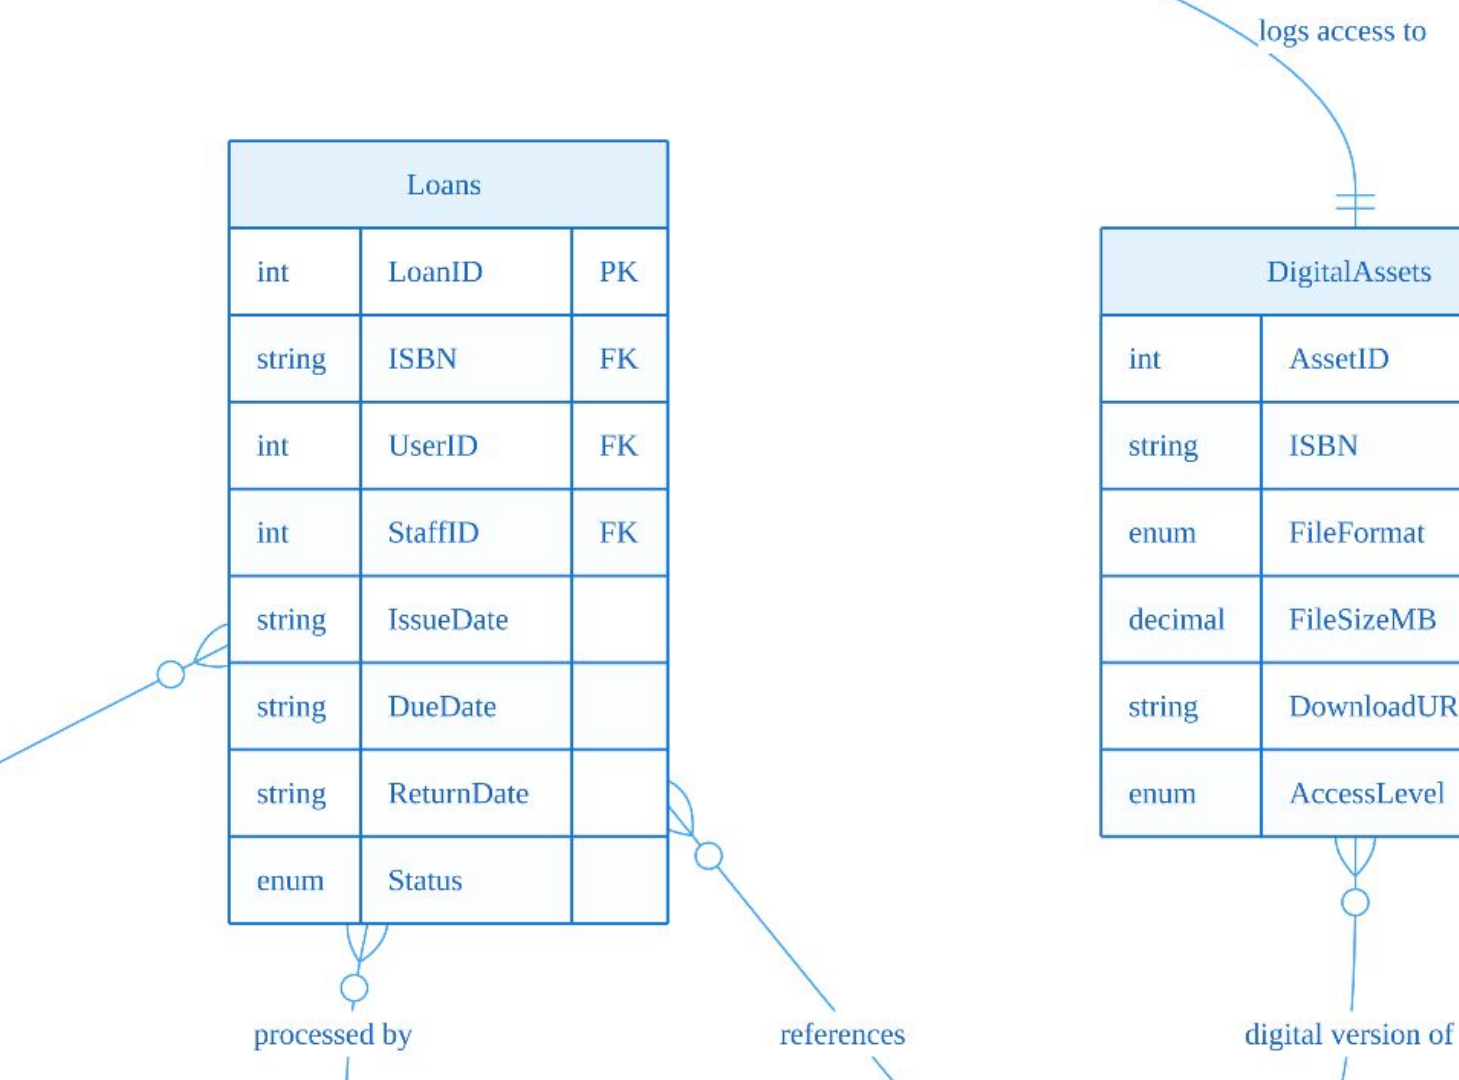 logs access to
Loans
int LoanID PK
string ISBN FK
int UserID FK
int StaffID FK
string IssueDate
string DueDate
string ReturnDate
enum Status
DigitalAssets
int AssetID
string ISBN
enum FileFormat
decimal FileSizeMB
string DownloadUR
enum AccessLevel
processed by
references
digital version of